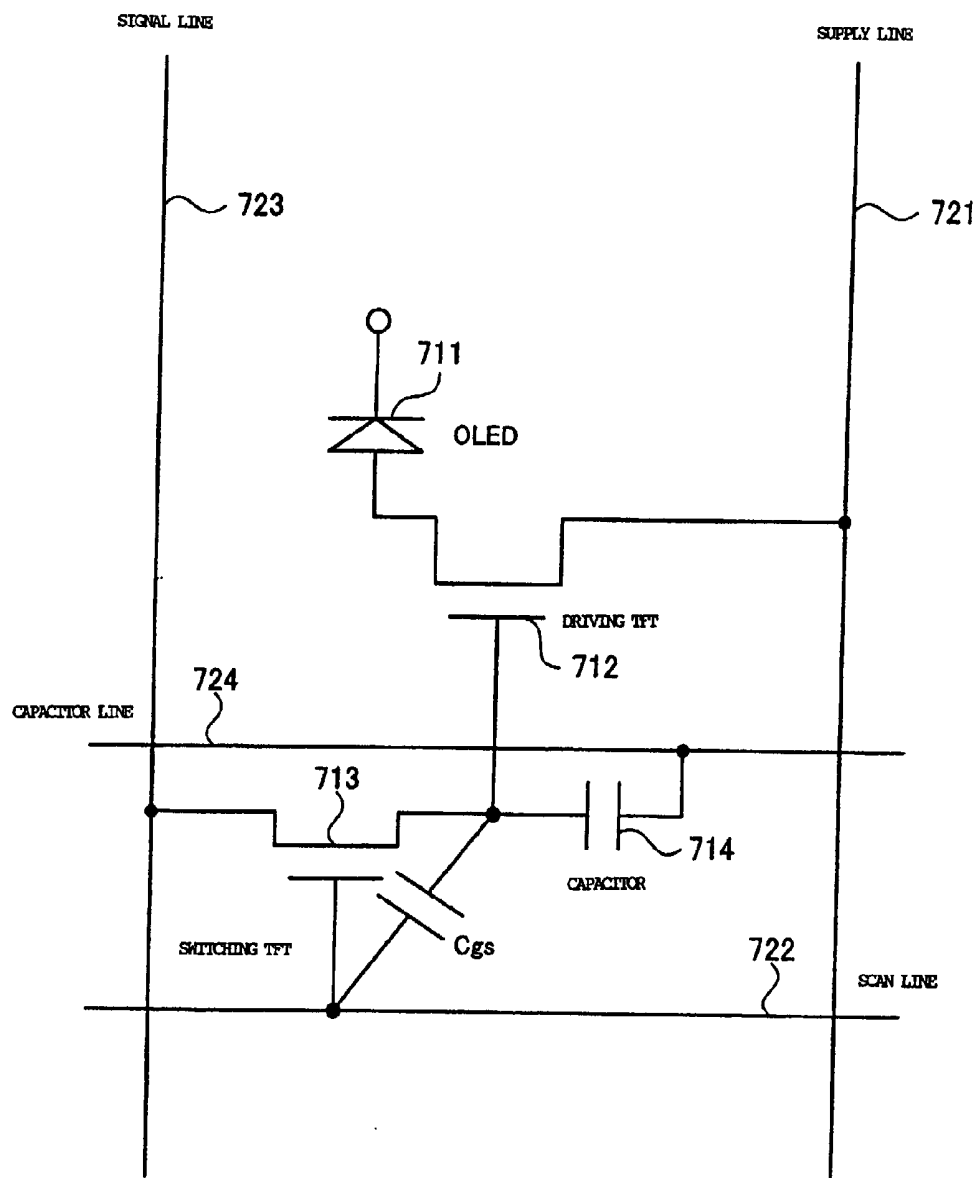 SIGNAL LINE
SUPPLY LINE
723
721
711
OLED
DRIVING TFT
712
724
CAPACITOR LINE
713
714
CAPACITOR
Cgs
SWITCHING TFT
722
SCAN LINE